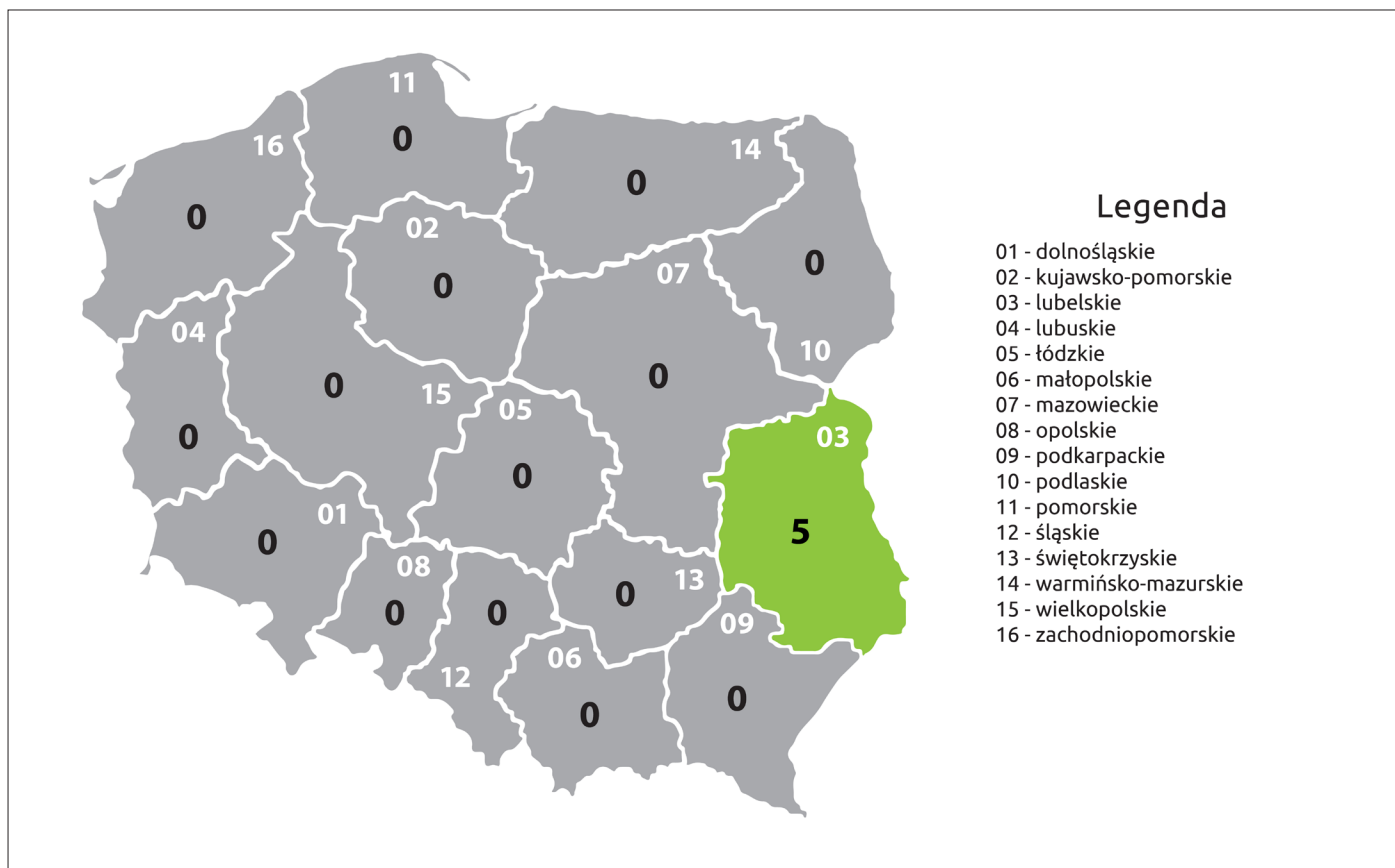 11
0
16
0
14
0
0
02
0
07
0
10
04
0
15
0
05
0
0
03
5
01
0
08
0
0
12
13
0
09
0
06
0
Legenda
01 - dolnośląskie
02 - kujawsko-pomorskie
03 - lubelskie
04 - lubuskie
05 - łódzkie
06 - małopolskie
07 - mazowieckie
08 - opolskie
09 - podkarpackie
10 - podlaskie
11 - pomorskie
12 - śląskie
13 - świętokrzyskie
14 - warmińsko-mazurskie
15 - wielkopolskie
16 - zachodniopomorskie